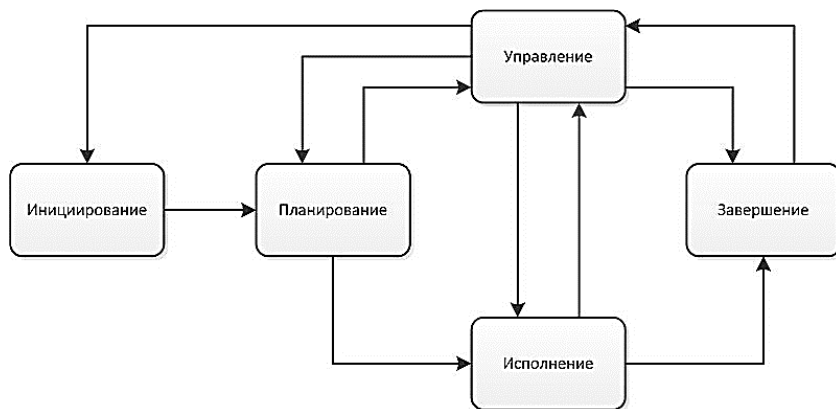 Управление
Инициирование
Планирование
Завершение
Исполнение